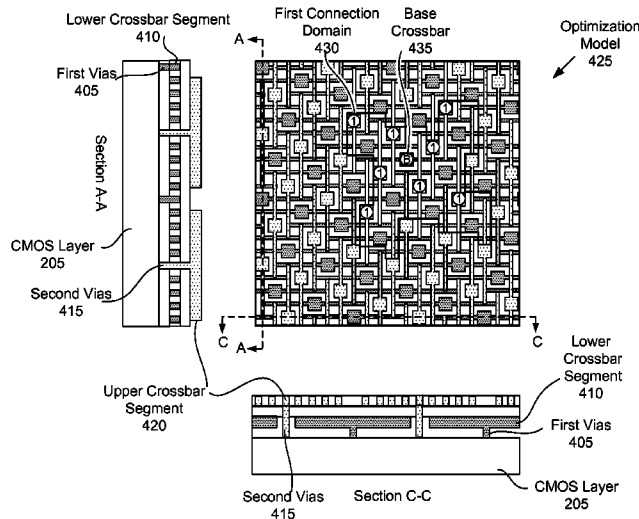 Lower Crossbar
Segment
410
First Vias
405
Section A-A
CMOS Layer
205
Second Vias
415
Upper Crossbar
Segment
420
A
A
First Connection
Domain
430
Base
Crossbar
435
Optimization
Model
425
1
1
1
1
B
1
1
1
1
C
C
Lower
Crossbar
Segment
410
First Vias
405
CMOS Layer
205
Second Vias
415
Section C-C